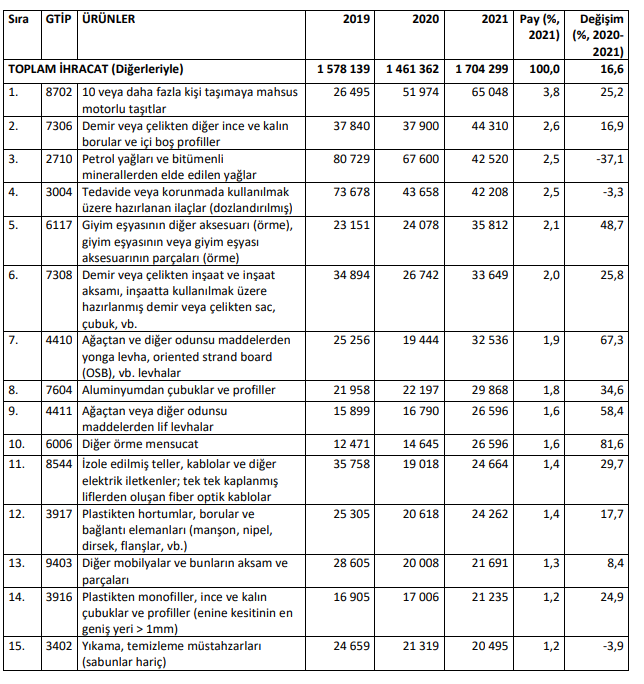 Sıra GTİP ÜRÜNLER 2019 2020 2021 Pay (%, Değişim
2021) (%, 2020-
2021)
TOPLAM İHRACAT (Diğerleriyle) 1 578 139 1 461 362 1 704 299 100,0 16,6
1. 8702 10 veya daha fazla kişi taşımaya mahsus 26 495 51 974 65 048 3,8 25,2
motorlu taşıtlar
2. 7306 Demir veya çelikten diğer ince ve kalın 37 840 37 900 44 310 2,6 16,9
borular ve içi boş profiller
3. 2710 Petrol yağları ve bitümenli 80 729 67 600 42 520 2,5 -37,1
minerallerden elde edilen yağlar
4. 3004 Tedavide veya korunmada kullanılmak 73 678 43 658 42 208 2,5 -3,3
üzere hazırlanan ilaçlar (dozlandırılmış)
5. 6117 Giyim eşyasının diğer aksesuarı (örme), 23 151 24 078 35 812 2,1 48,7
giyim eşyasının veya giyim eşyası
aksesuarının parçaları (örme)
6. 7308 Demir veya çelikten inşaat ve inşaat 34 894 26 742 33 649 2,0 25,8
aksamı, inşaatta kullanılmak üzere
hazırlanmış demir veya çelikten sac,
çubuk, vb.
7. 4410 Ağaçtan ve diğer odunsu maddelerden 25 256 19 444 32 536 1,9 67,3
yonga levha, oriented strand board
(OSB), vb. levhalar
8. 7604 Aluminyumdan çubuklar ve profiller 21 958 22 197 29 868 1,8 34,6
9. 4411 Ağaçtan veya diğer odunsu 15 899 16 790 26 596 1,6 58,4
maddelerden lif levhalar
10. 6006 Diğer örme mensucat 12 471 14 645 26 596 1,6 81,6
11. 8544 İzole edilmiş teller, kablolar ve diğer 35 758 19 018 24 664 1,4 29,7
elektrik iletkenler; tek tek kaplanmış
liflerden oluşan fiber optik kablolar
12. 3917 Plastikten hortumlar, borular ve 25 305 20 618 24 262 1,4 17,7
bağlantı elemanları (manşon, nipel,
dirsek, flanşlar, vb.)
13. 9403 Diğer mobilyalar ve bunların aksam ve 28 605 20 008 21 691 1,3 8,4
parçaları
14. 3916 Plastikten monofiller, ince ve kalın 16 905 17 006 21 235 1,2 24,9
çubuklar ve profiller (enine kesitinin en
geniş yeri > 1mm)
15. 3402 Yıkama, temizleme müstahzarları 24 659 21 319 20 495 1,2 -3,9
(sabunlar hariç)